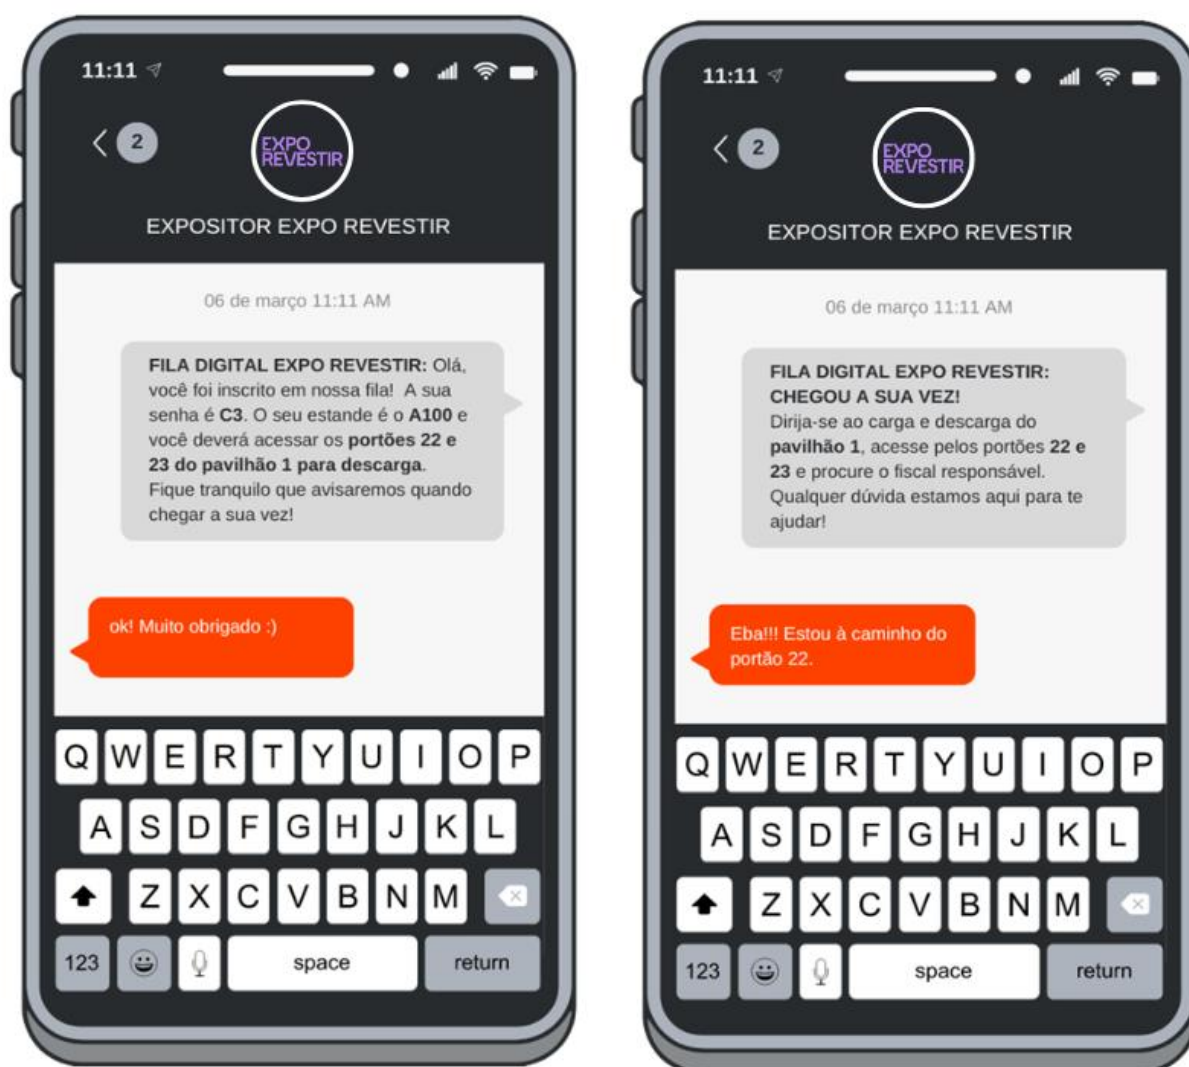 11:11
2
EXPO
REVESTIR
EXPOSITOR EXPO REVESTIR
06 de março 11:11 AM
FILA DIGITAL EXPO REVESTIR: Olá,
você foi inscrito em nossa fila!  A sua
senha é C3. O seu estande é o A100 e
você deverá acessar os portões 22 e
23 do pavilhão 1 para descarga.
Fique tranquilo que avisaremos quando
chegar a sua vez!
ok! Muito obrigado :)
Q W E R T Y U I O P
A S D F G H J K L
Z X C V B N M
123 space return
11:11
2
EXPO
REVESTIR
EXPOSITOR EXPO REVESTIR
06 de março 11:11 AM
FILA DIGITAL EXPO REVESTIR:
CHEGOU A SUA VEZ!
Dirija-se ao carga e descarga do
pavilhão 1, acesse pelos portões 22 e
23 e procure o fiscal responsável.
Qualquer dúvida estamos aqui para te
ajudar!
Eba!!! Estou à caminho do
portão 22.
Q W E R T Y U I O P
A S D F G H J K L
Z X C V B N M
123 space return